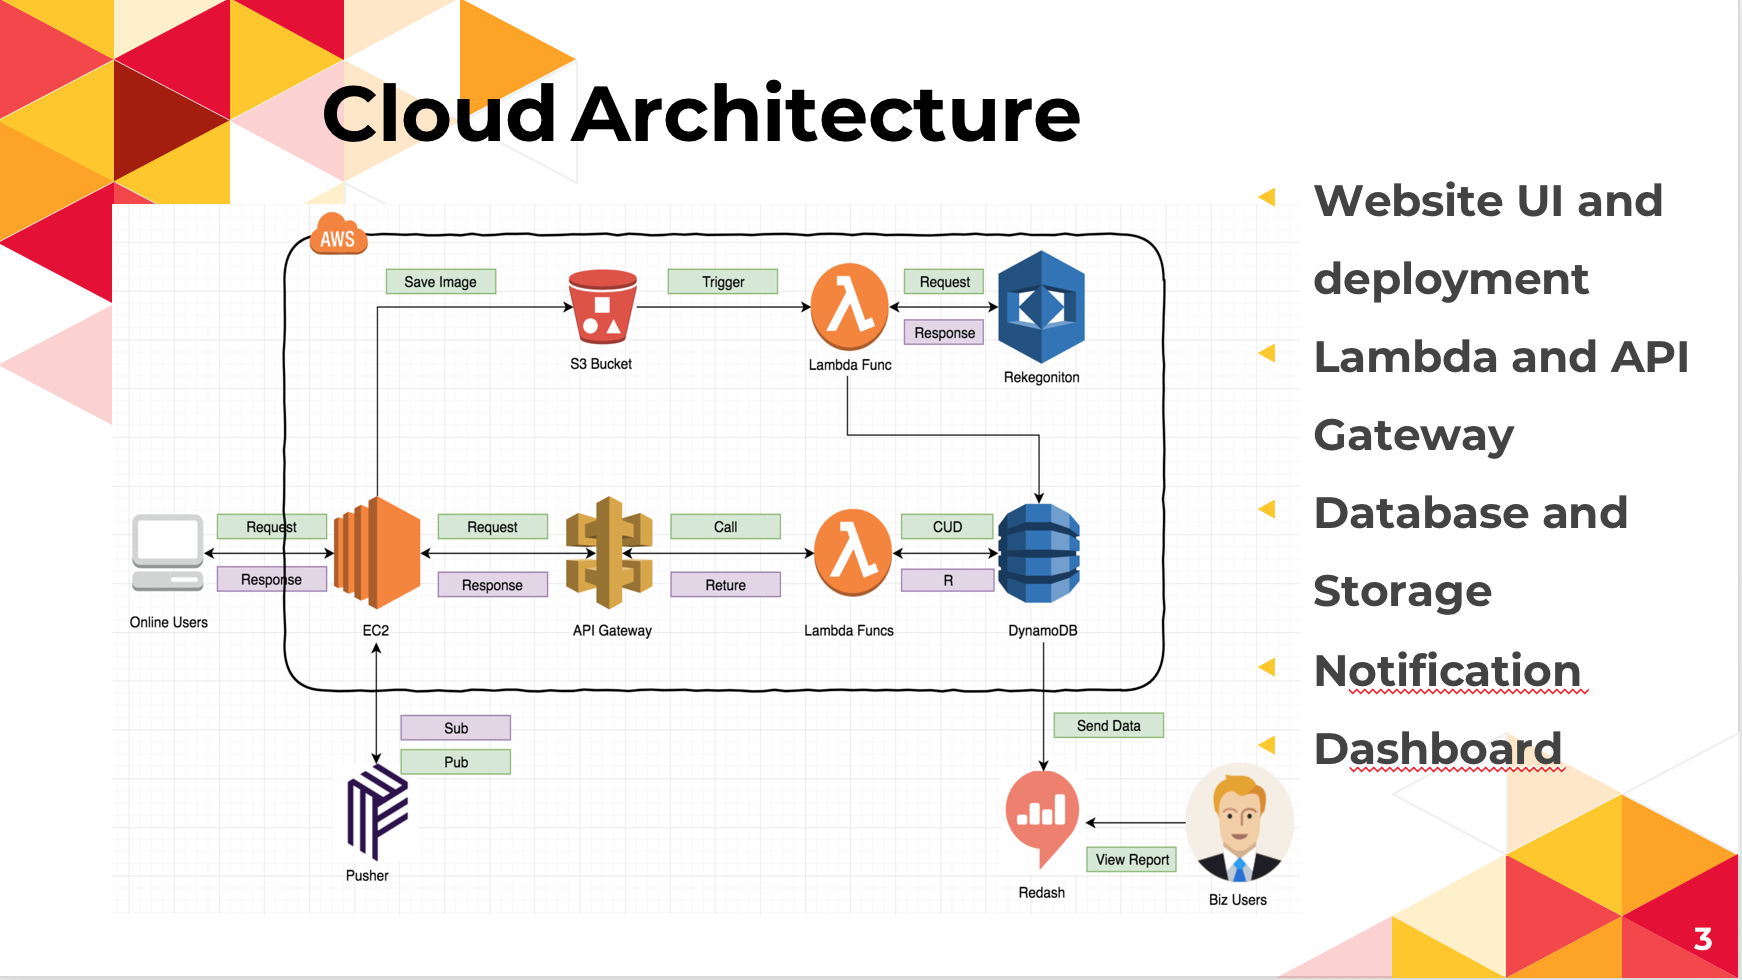 Cloud Architecture
AWS
Save Image
Trigger
Request
Response
S3 Bucket
Lambda Func
Rekegoniton
Request
Response
Request
Response
Call
Reture
CUD
R
Online Users
EC2
API Gateway
Lambda Funcs
DynamoDB
Sub
Pub
Send Data
Pusher
View Report
Redash
Biz Users
Website UI and
deployment
Lambda and API
Gateway
Database and
Storage
Notification
Dashboard
3